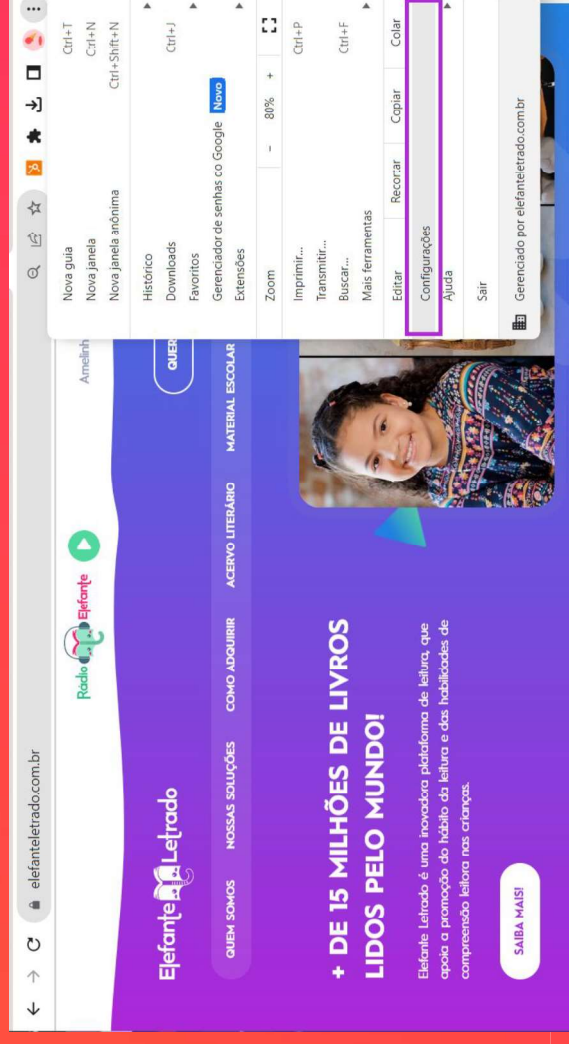 elefanteletrado.com.br
Rádio Elefante
Amelinh
Elefante Letrado
QUER
QUEM SOMOS NOSSAS SOLUÇÕES COMO ADQUIRIR ACERVO LITERÁRIO MATERIAL ESCOLAR
+ DE 15 MILHÕES DE LIVROS
LIDOS PELO MUNDO!
Elefante Letrado é uma inovadora plataforma de leitura, que
apoia a promoção do hábito da leitura e das habilidades de
compreensão leitora nas crianças.
SAIBA MAIS!
Nova guia Ctrl+T
Nova janela Ctrl+N
Nova janela anônima Ctrl+Shift+N
Histórico
Downloads Ctrl+J
Favoritos
Gerenciador de senhas co Google Novo
Extensões
Zoom - 80% +
Imprimir... Ctrl+P
Transmitir...
Buscar... Ctrl+F
Mais ferramentas
Editar Recortar Copiar Colar
Configurações
Ajuda
Sair
Gerenciado por elefanteletrado.com.br